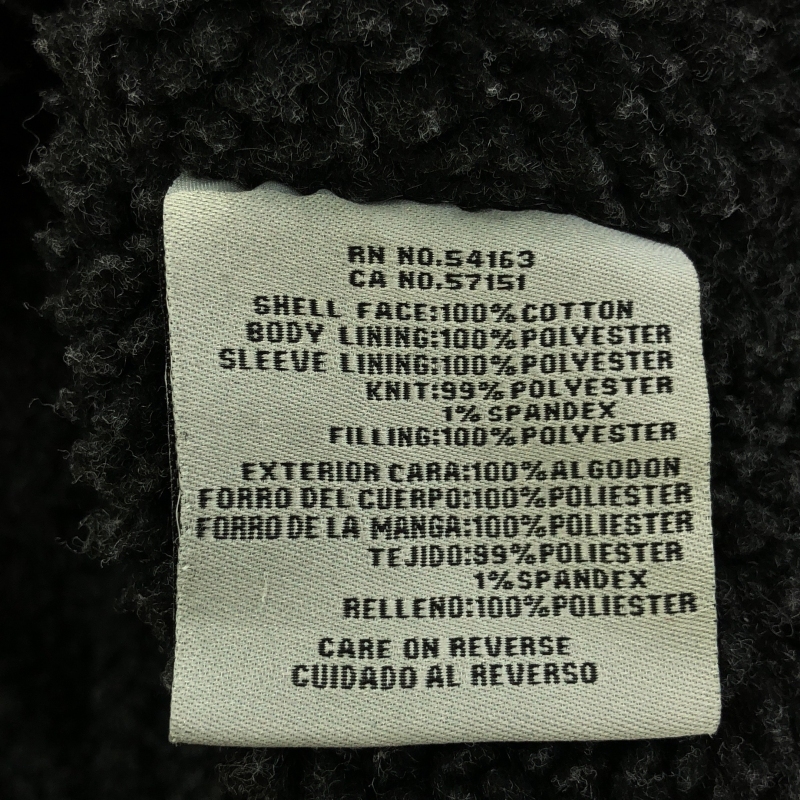 RN NO.54163
CA NO.57151
SHELL FACE:100%COTTON
BODY LINING:100%POLYESTER
SLEEVE LINING:100%POLYESTER
KNIT:99%POLYESTER
1%SPANDEX
FILLING:100%POLYESTER
EXTERIOR CARA:100%ALGODON
FORRO DEL CUERPO:100%POLIESTER
FORRO DE LA MANGA:100%POLIESTER
TEJIDO:99%POLIESTER
1%SPANDEX
RELLENO:100%POLIESTER
CARE ON REVERSE
CUIDADO AL REVERSO